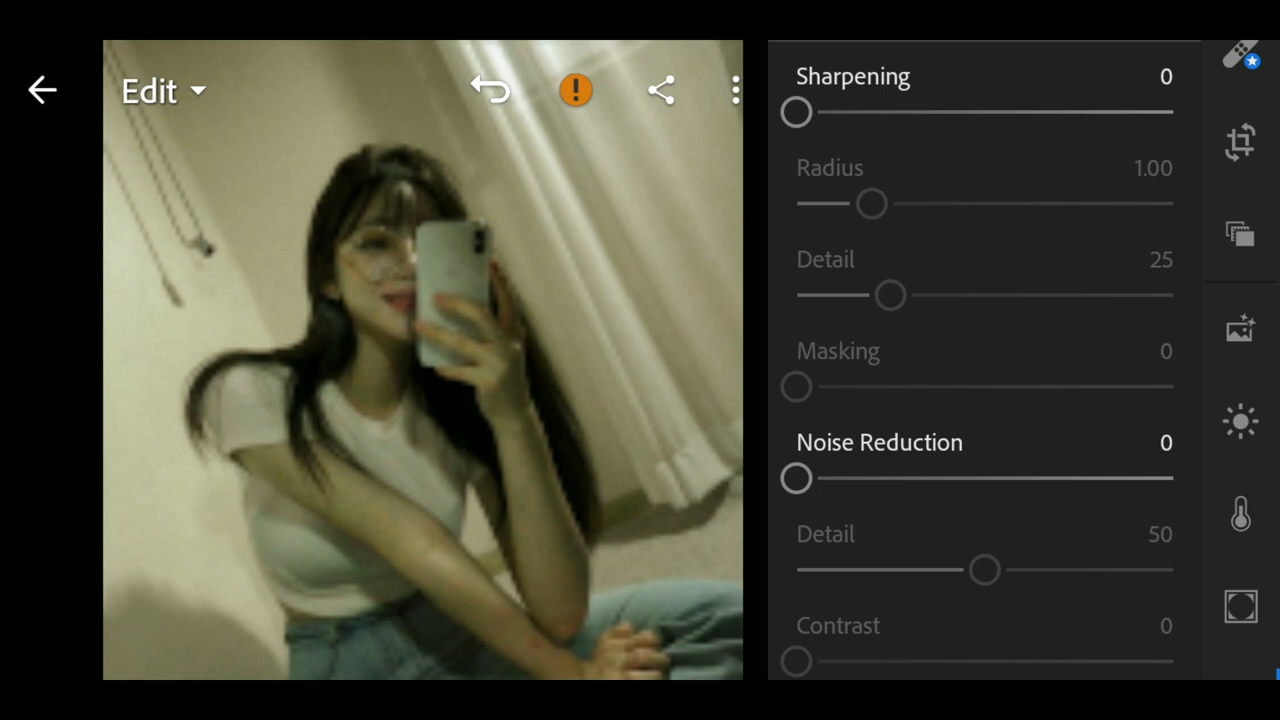 Edit
Sharpening 0
Radius 1.00
Detail 25
Masking 0
Noise Reduction 0
Detail 50
Contrast 0